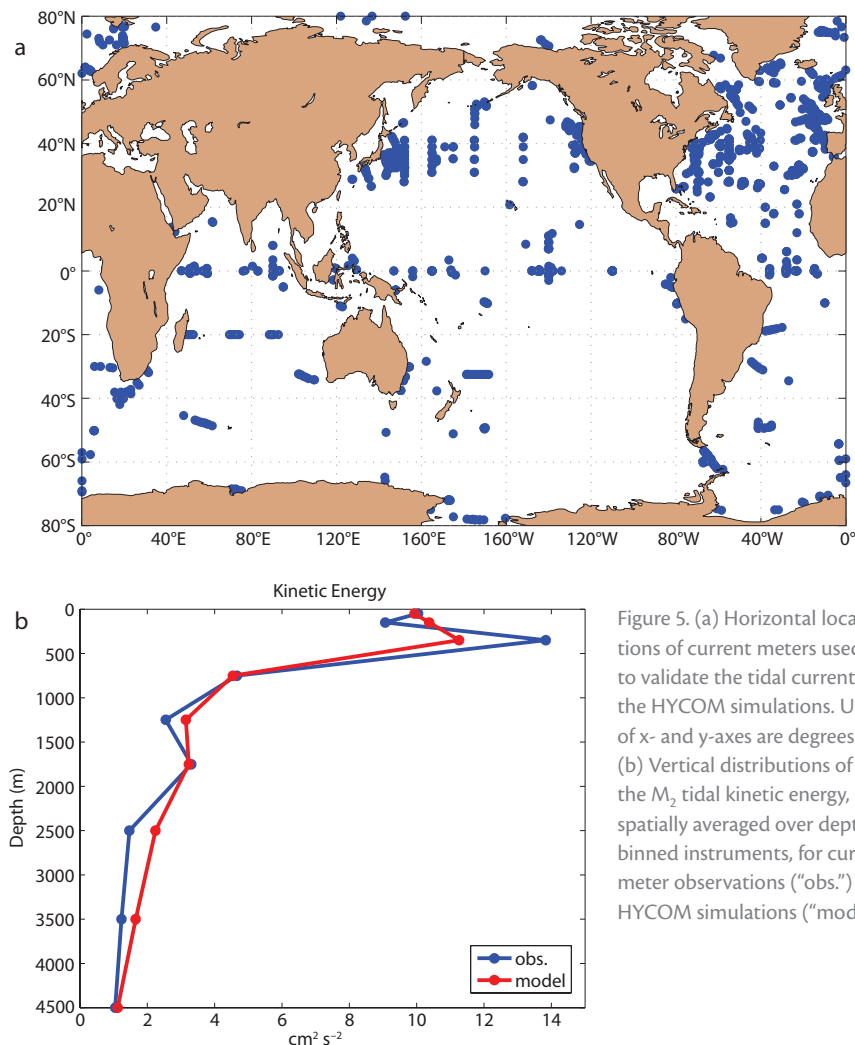 a
80°N
60°N
40°N
20°N
0°
20°S
40°S
60°S
80°S
0° 40°E 80°E 120°E 160°E 160°W 120°W 80°W 40°W 0°
b
Kinetic Energy
0
500
1000
1500
2000
2500
3000
3500
4000
4500
Depth (m)
0 2 4 6 8 10 12 14
cm² s⁻²
obs.
model
Figure 5. (a) Horizontal loca
tions of current meters used
to validate the tidal current
the HYCOM simulations. U
of x- and y-axes are degrees
(b) Vertical distributions of
the M₂ tidal kinetic energy,
spatially averaged over dept
binned instruments, for cur
meter observations (“obs.”)
HYCOM simulations (“mod